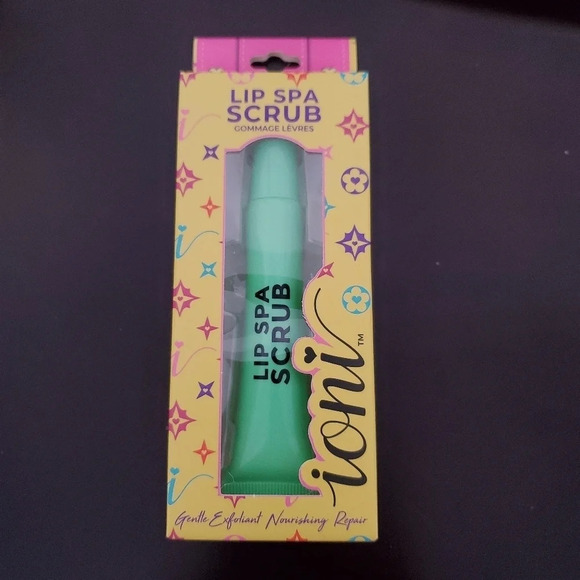 LIP SPA
SCRUB
GOMMAGE LÈVRES
LIP SPA
SCRUB
ioni™
Gentle Exfoliant Nourishing Repair